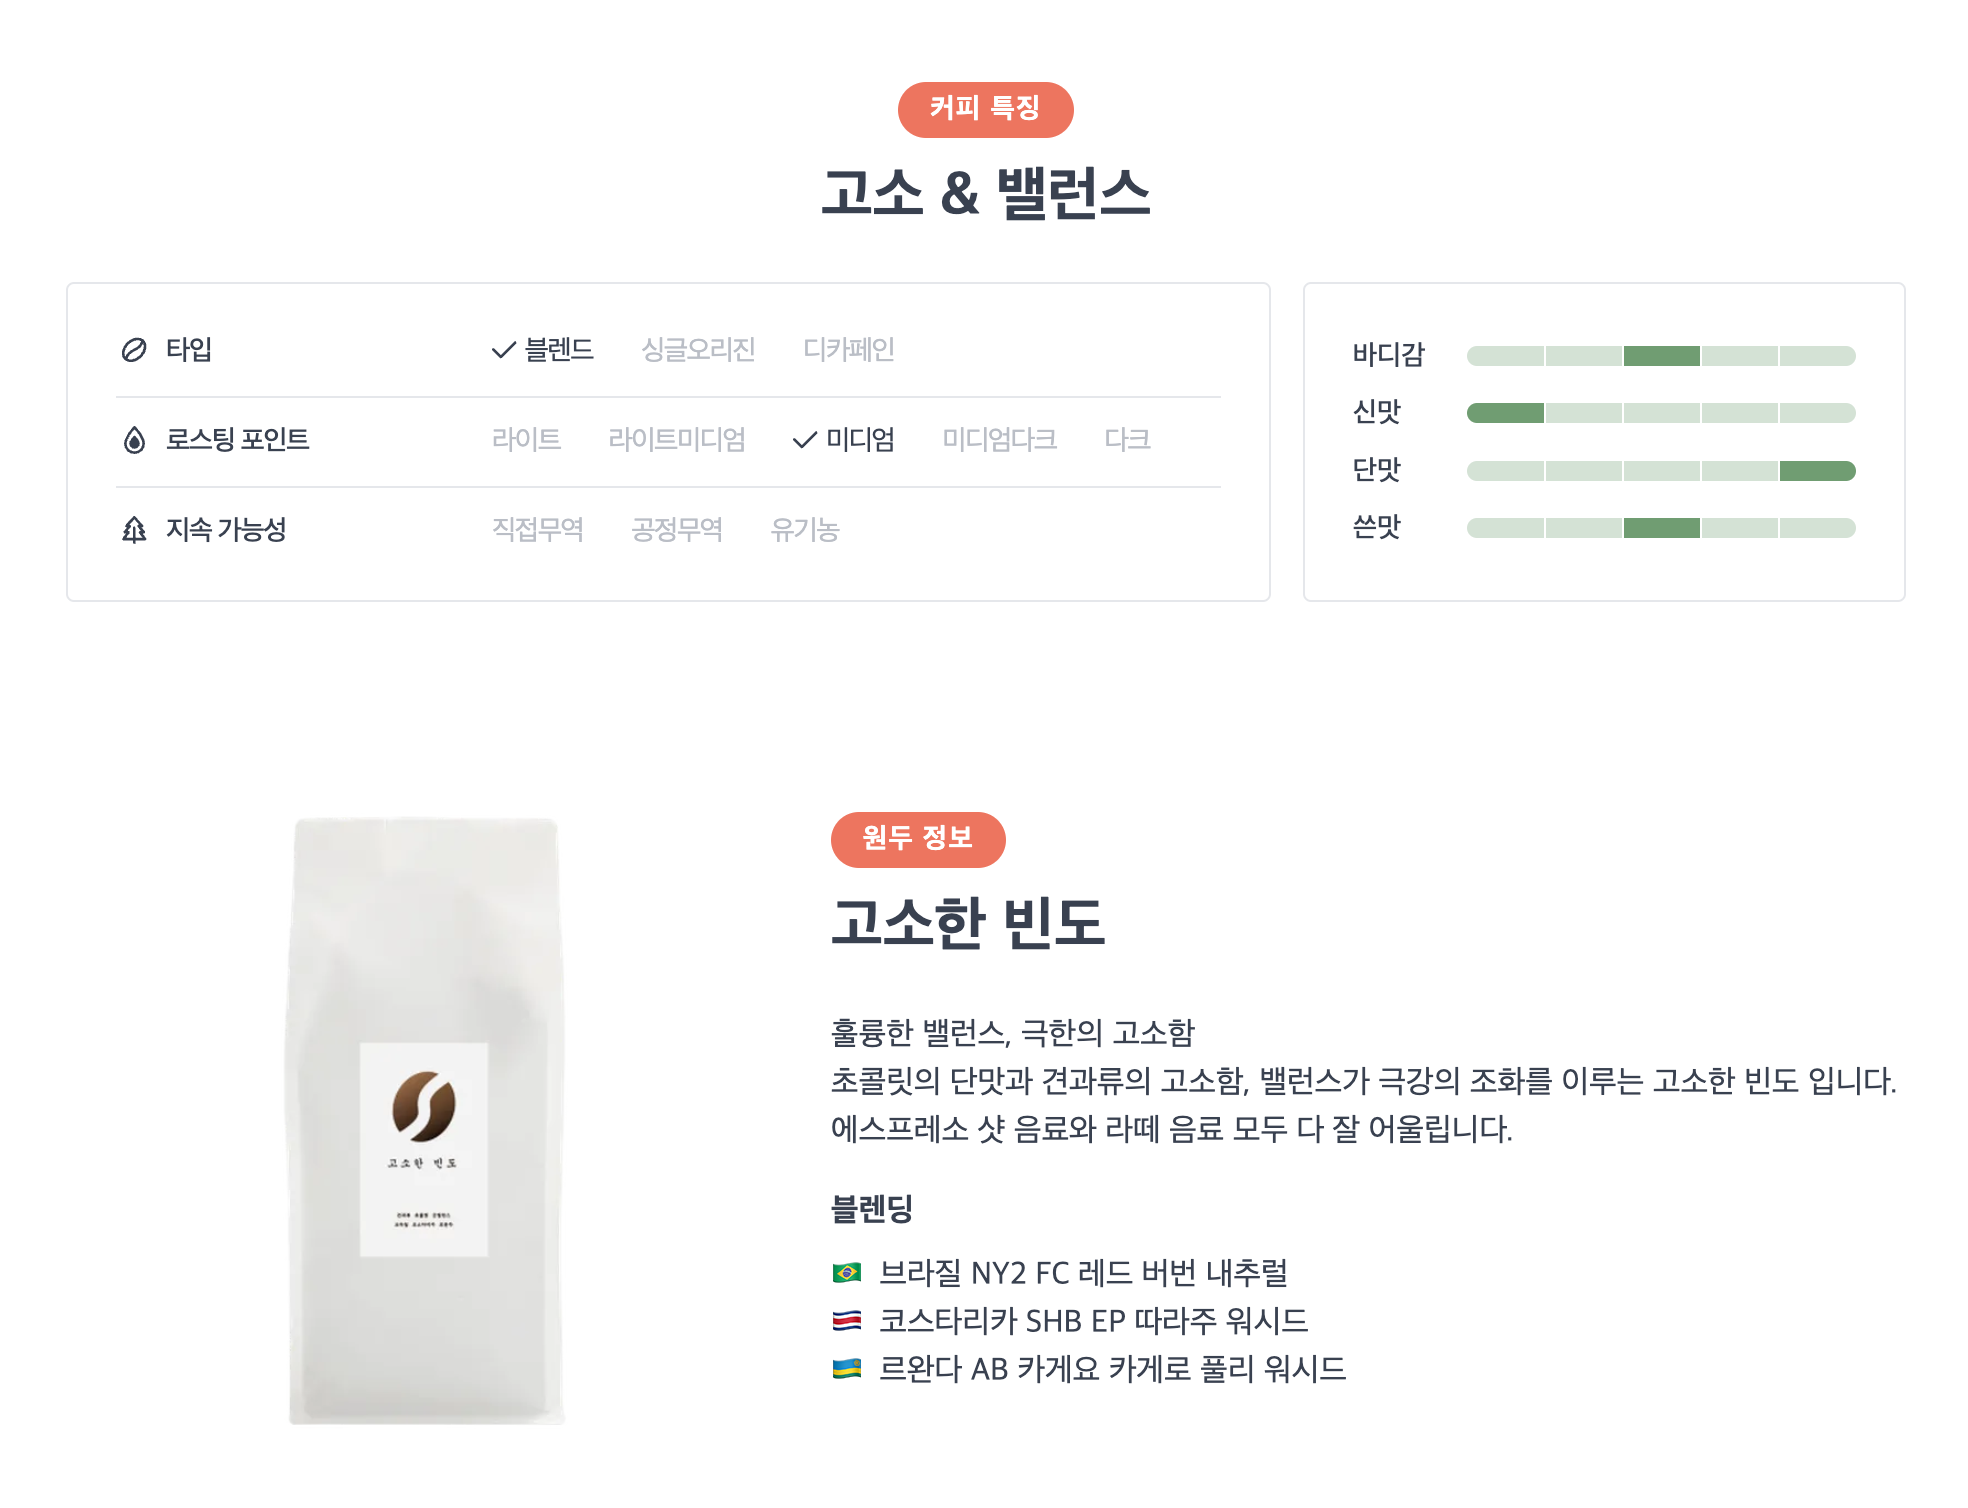 커피 특징
고소 & 밸런스
타입 블렌드 싱글오리진 디카페인
로스팅 포인트 라이트 라이트미디엄 미디엄 미디엄다크 다크
지속 가능성 직접무역 공정무역 유기농
바디감
신맛
단맛
쓴맛
고소한 빈도
원두 정보
고소한 빈도
훌륭한 밸런스, 극한의 고소함
초콜릿의 단맛과 견과류의 고소함, 밸런스가 극강의 조화를 이루는 고소한 빈도 입니다.
에스프레소 샷 음료와 라떼 음료 모두 다 잘 어울립니다.
블렌딩
브라질 NY2 FC 레드 버번 내추럴
코스타리카 SHB EP 따라주 워시드
르완다 AB 카게요 카게로 풀리 워시드